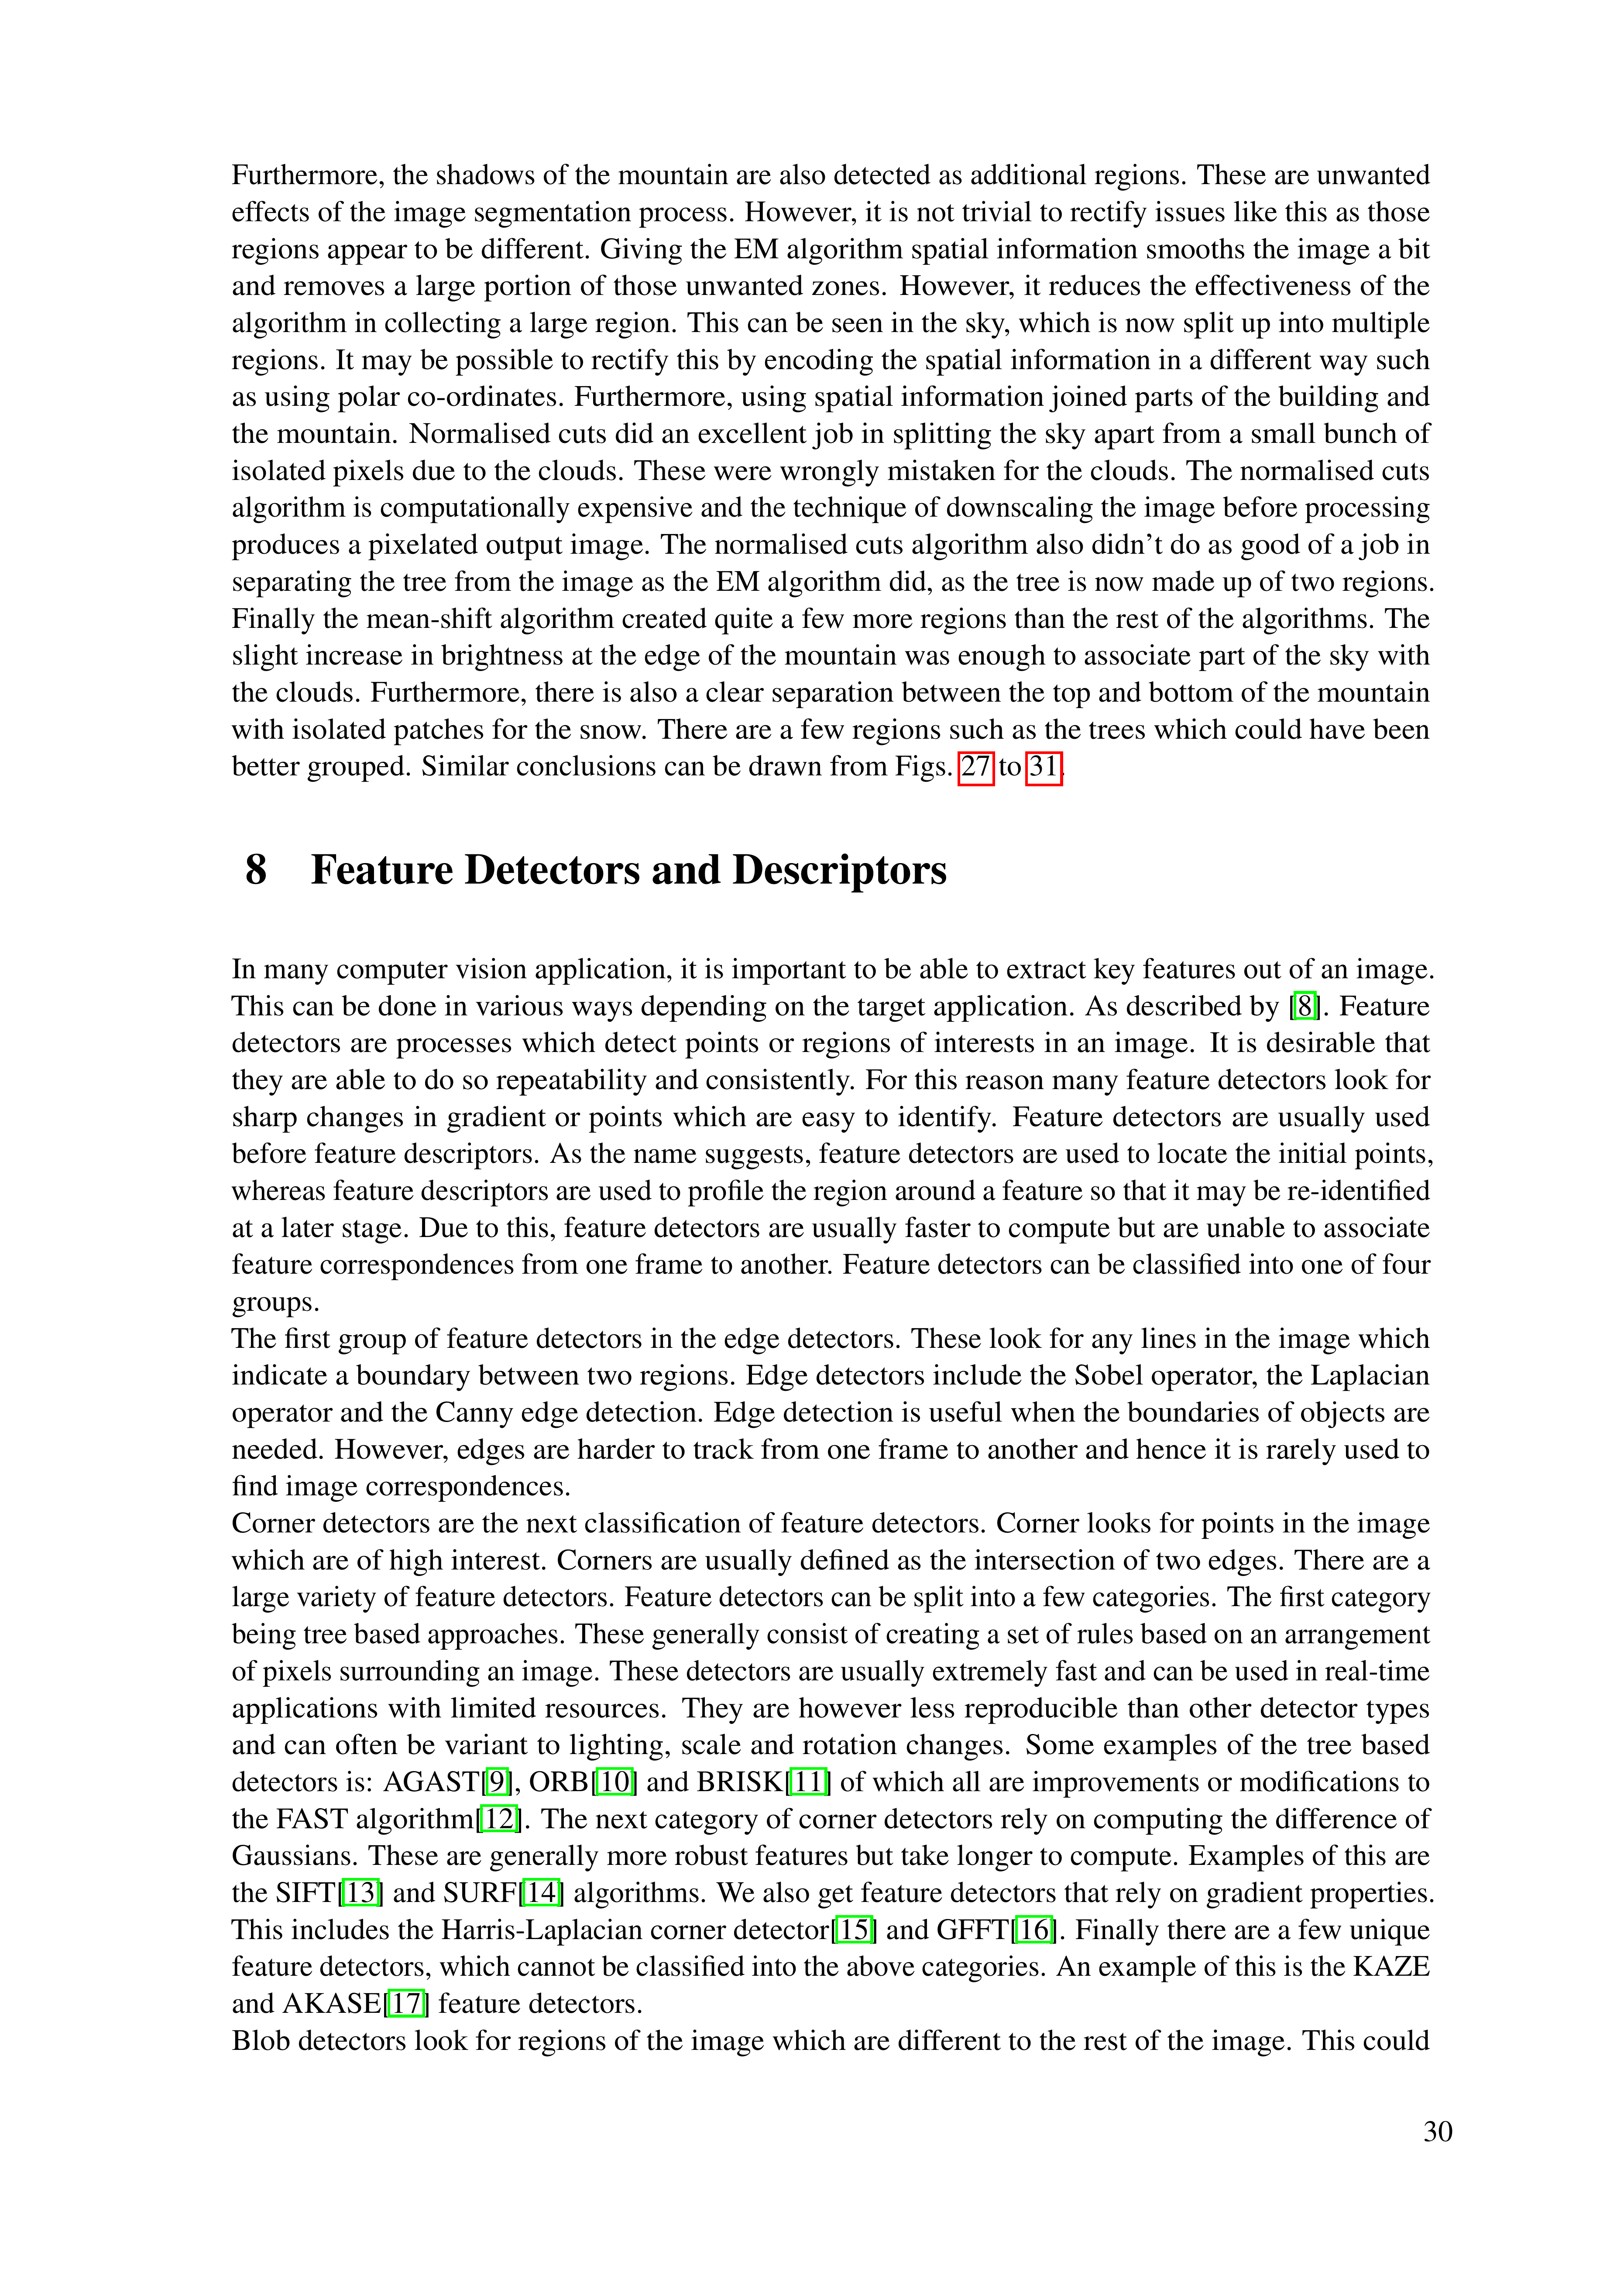 Furthermore, the shadows of the mountain are also detected as additional regions. These are unwanted
effects of the image segmentation process. However, it is not trivial to rectify issues like this as those
regions appear to be different. Giving the EM algorithm spatial information smooths the image a bit
and removes a large portion of those unwanted zones. However, it reduces the effectiveness of the
algorithm in collecting a large region. This can be seen in the sky, which is now split up into multiple
regions. It may be possible to rectify this by encoding the spatial information in a different way such
as using polar co-ordinates. Furthermore, using spatial information joined parts of the building and
the mountain. Normalised cuts did an excellent job in splitting the sky apart from a small bunch of
isolated pixels due to the clouds. These were wrongly mistaken for the clouds. The normalised cuts
algorithm is computationally expensive and the technique of downscaling the image before processing
produces a pixelated output image. The normalised cuts algorithm also didn't do as good of a job in
separating the tree from the image as the EM algorithm did, as the tree is now made up of two regions.
Finally the mean-shift algorithm created quite a few more regions than the rest of the algorithms. The
slight increase in brightness at the edge of the mountain was enough to associate part of the sky with
the clouds. Furthermore, there is also a clear separation between the top and bottom of the mountain
with isolated patches for the snow. There are a few regions such as the trees which could have been
better grouped. Similar conclusions can be drawn from Figs. 27 to 31.
8 Feature Detectors and Descriptors
In many computer vision application, it is important to be able to extract key features out of an image.
This can be done in various ways depending on the target application. As described by [8]. Feature
detectors are processes which detect points or regions of interests in an image. It is desirable that
they are able to do so repeatability and consistently. For this reason many feature detectors look for
sharp changes in gradient or points which are easy to identify. Feature detectors are usually used
before feature descriptors. As the name suggests, feature detectors are used to locate the initial points,
whereas feature descriptors are used to profile the region around a feature so that it may be re-identified
at a later stage. Due to this, feature detectors are usually faster to compute but are unable to associate
feature correspondences from one frame to another. Feature detectors can be classified into one of four
groups.
The first group of feature detectors in the edge detectors. These look for any lines in the image which
indicate a boundary between two regions. Edge detectors include the Sobel operator, the Laplacian
operator and the Canny edge detection. Edge detection is useful when the boundaries of objects are
needed. However, edges are harder to track from one frame to another and hence it is rarely used to
find image correspondences.
Corner detectors are the next classification of feature detectors. Corner looks for points in the image
which are of high interest. Corners are usually defined as the intersection of two edges. There are a
large variety of feature detectors. Feature detectors can be split into a few categories. The first category
being tree based approaches. These generally consist of creating a set of rules based on an arrangement
of pixels surrounding an image. These detectors are usually extremely fast and can be used in real-time
applications with limited resources. They are however less reproducible than other detector types
and can often be variant to lighting, scale and rotation changes. Some examples of the tree based
detectors is: AGAST[9], ORB[10] and BRISK[11] of which all are improvements or modifications to
the FAST algorithm[12]. The next category of corner detectors rely on computing the difference of
Gaussians. These are generally more robust features but take longer to compute. Examples of this are
the SIFT[13] and SURF[14] algorithms. We also get feature detectors that rely on gradient properties.
This includes the Harris-Laplacian corner detector[15] and GFFT[16]. Finally there are a few unique
feature detectors, which cannot be classified into the above categories. An example of this is the KAZE
and AKASE[17] feature detectors.
Blob detectors look for regions of the image which are different to the rest of the image. This could
30